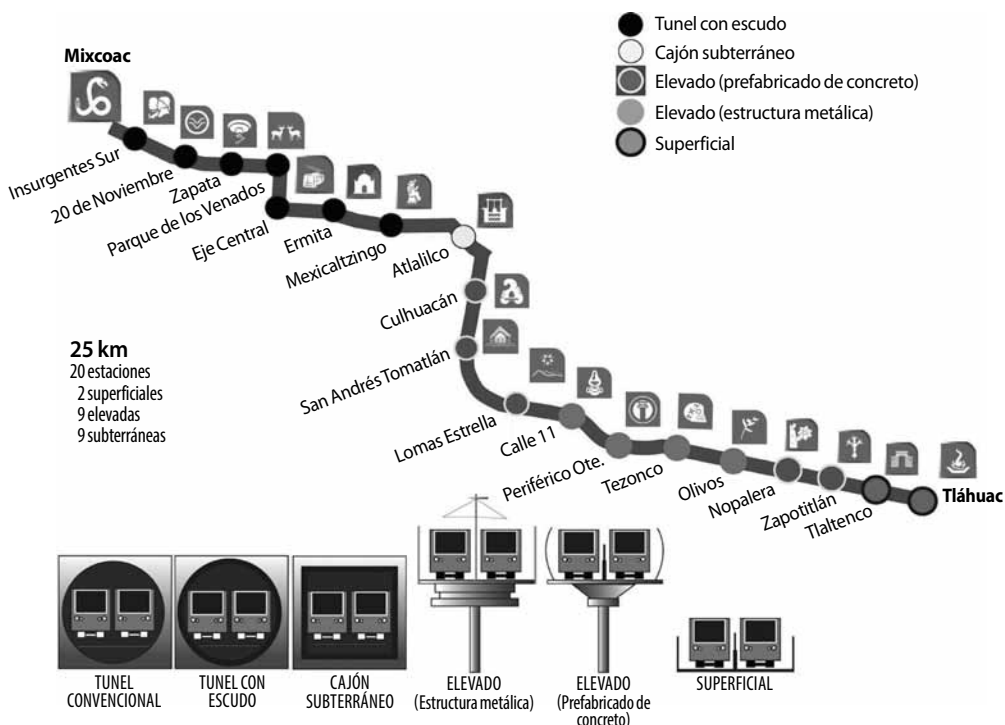 Tunel con escudo
Cajón subterráneo
Elevado (prefabricado de concreto)
Elevado (estructura metálica)
Superficial
Mixcoac
Insurgentes Sur
20 de Noviembre
Zapata
Parque de los Venados
Eje Central
Ermita
Mexicaltzingo
Atlalilco
Culhuacán
San Andrés Tomatlán
Lomas Estrella
Calle 11
Periférico Ote.
Tezonco
Olivos
Nopalera
Zapotitlán
Tlaltenco
Tláhuac
25 km
20 estaciones
2 superficiales
9 elevadas
9 subterráneas
TUNEL
CONVENCIONAL
TUNEL CON
ESCUDO
CAJÓN
SUBTERRÁNEO
ELEVADO
(Estructura metálica)
ELEVADO
(Prefabricado de
concreto)
SUPERFICIAL